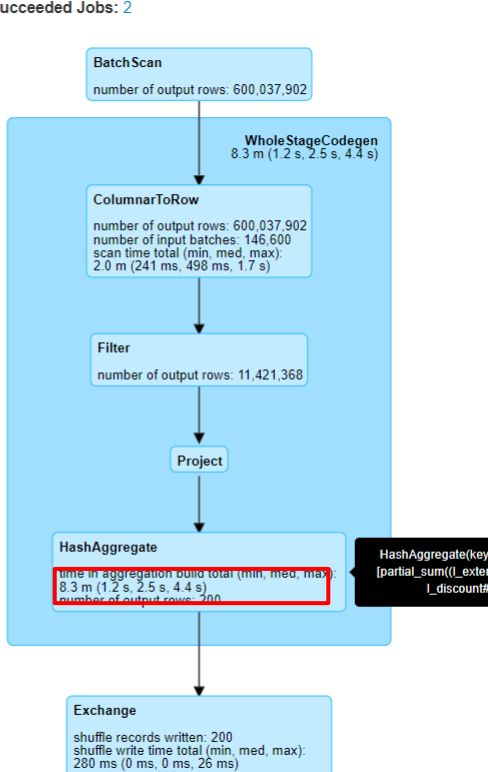 ucceeded Jobs: 2
BatchScan
number of output rows: 600,037,902
WholeStageCodegen
8.3 m (1.2 s, 2.5 s, 4.4 s)
ColumnarToRow
number of output rows: 600,037,902
number of input batches: 146,600
scan time total (min, med, max):
2.0 m (241 ms, 498 ms, 1.7 s)
Filter
number of output rows: 11,421,368
Project
HashAggregate
time in aggregation build total (min, med, max):
8.3 m (1.2 s, 2.5 s, 4.4 s)
number of output rows: 200
HashAggregate(key
[partial_sum((l_exter
l_discount#
Exchange
shuffle records written: 200
shuffle write time total (min, med, max):
280 ms (0 ms, 0 ms, 26 ms)